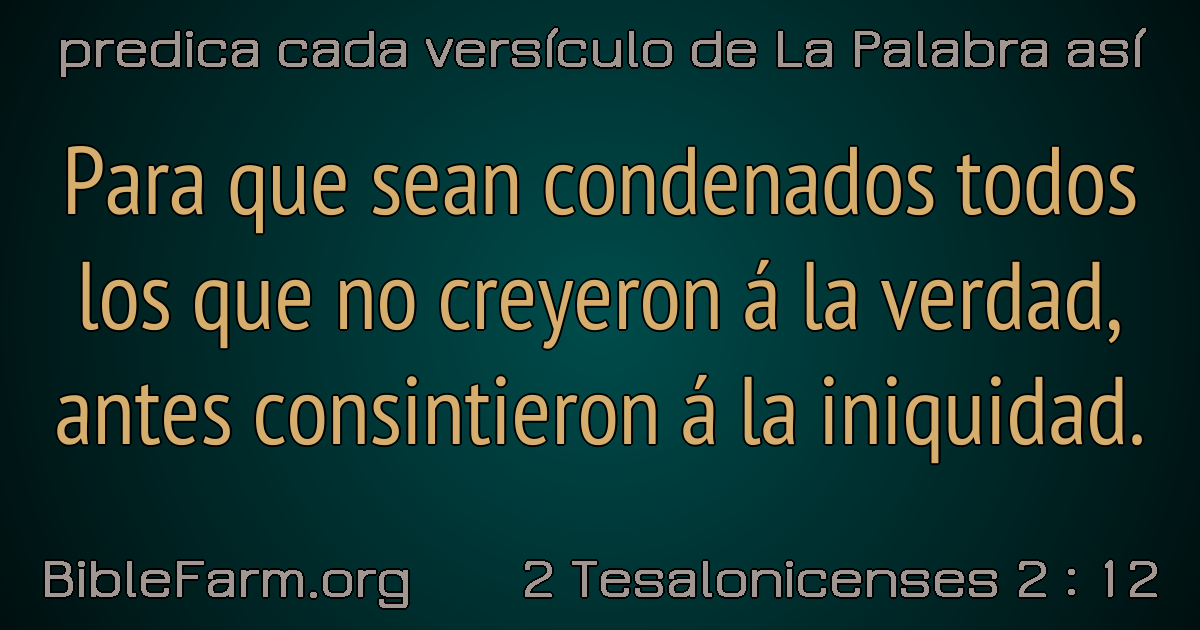 predica cada versículo de La Palabra así
Para que sean condenados todos
los que no creyeron á la verdad,
antes consintieron á la iniquidad.
BibleFarm.org 2 Tesalonicenses 2 : 12